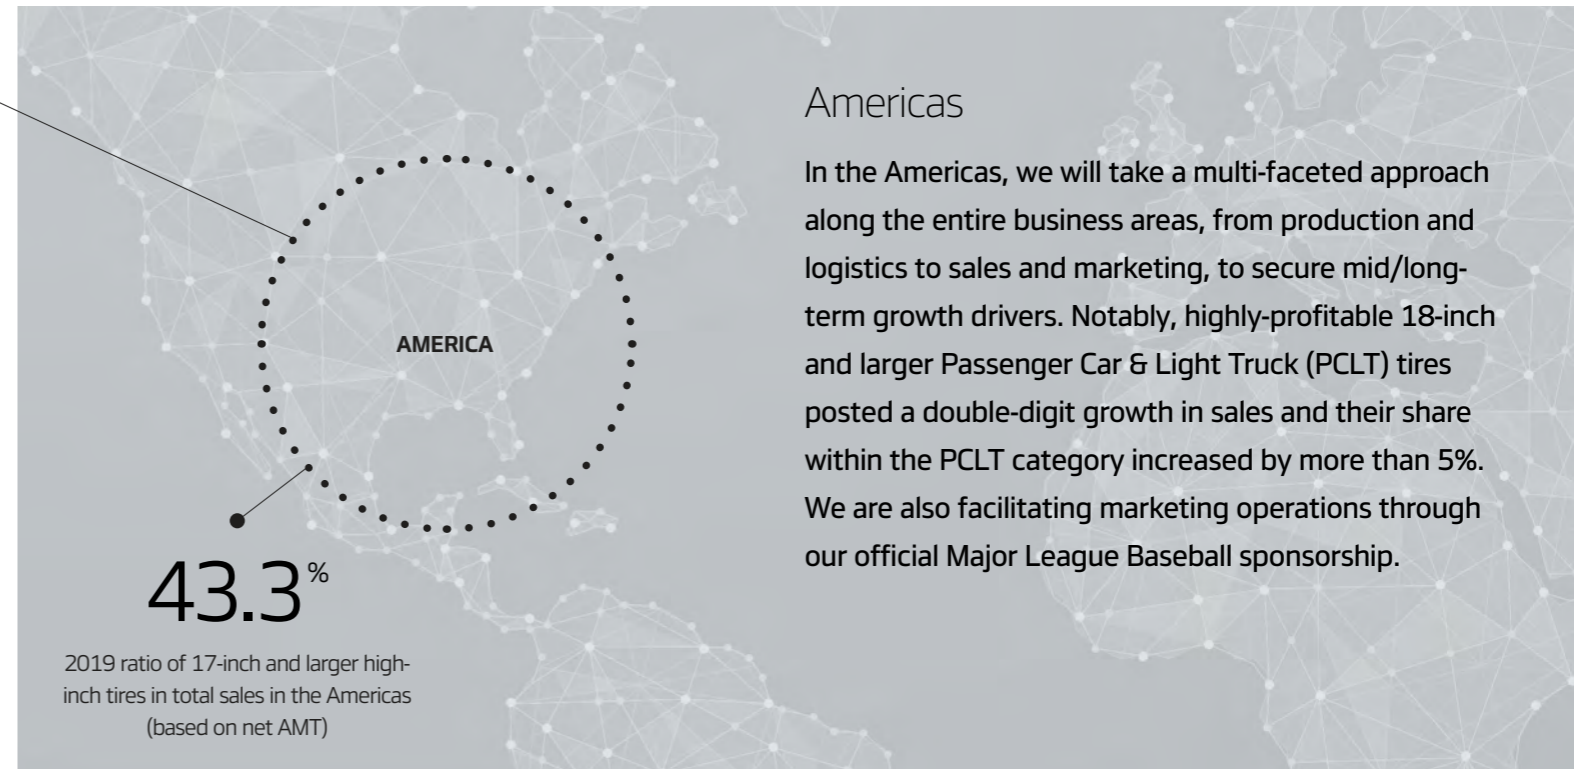 Americas
In the Americas, we will take a multi-faceted approach
along the entire business areas, from production and
logistics to sales and marketing, to secure mid/long-
term growth drivers. Notably, highly-profitable 18-inch
and larger Passenger Car & Light Truck (PCLT) tires
posted a double-digit growth in sales and their share
within the PCLT category increased by more than 5%.
We are also facilitating marketing operations through
our official Major League Baseball sponsorship.
AMERICA
43.3%
2019 ratio of 17-inch and larger high-
inch tires in total sales in the Americas
(based on net AMT)